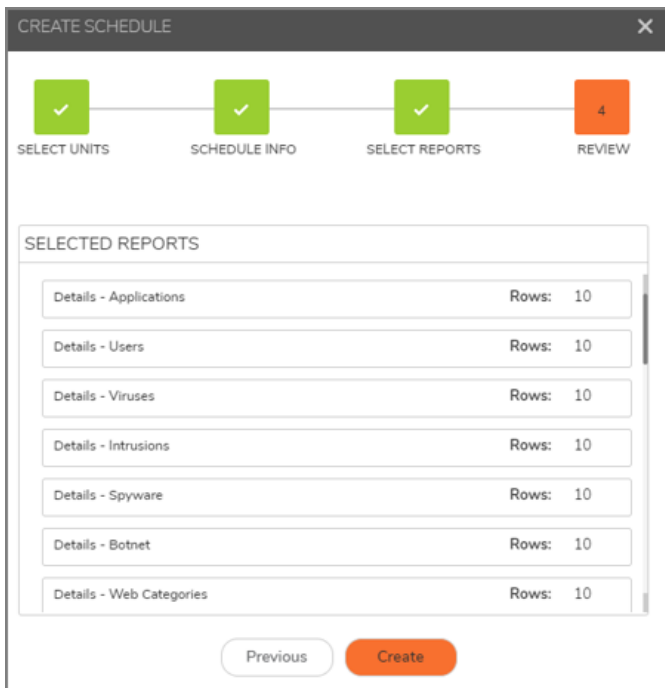 CREATE SCHEDULE
4
SELECT UNITS SCHEDULE INFO SELECT REPORTS REVIEW
SELECTED REPORTS
Details - Applications Rows: 10
Details - Users Rows: 10
Details - Viruses Rows: 10
Details - Intrusions Rows: 10
Details - Spyware Rows: 10
Details - Botnet Rows: 10
Details - Web Categories Rows: 10
Previous Create